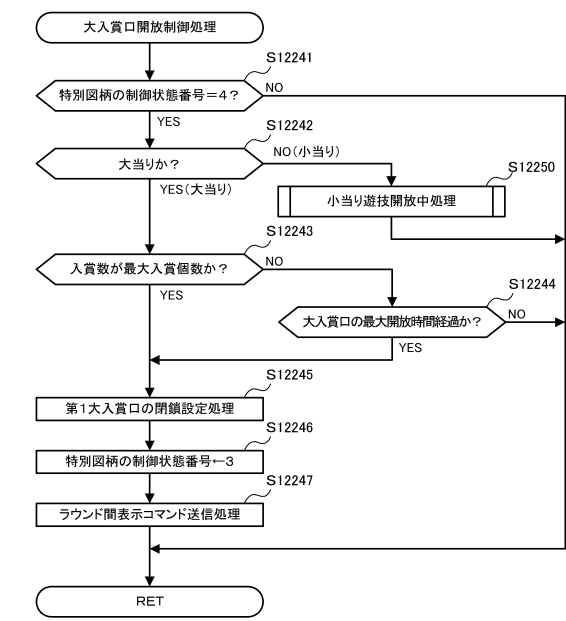 大入賞口開放制御処理
S12241
特別図柄の制御状態番号=4?
NO
YES
S12242
大当りか?
NO(小当り)
YES(大当り)
S12250
小当り遊技開放中処理
S12243
入賞数が最大入賞個数か?
NO
YES
S12244
大入賞口の最大開放時間経過か?
NO
YES
S12245
第1大入賞口の閉鎖設定処理
S12246
特別図柄の制御状態番号←3
S12247
ラウンド間表示コマンド送信処理
RET